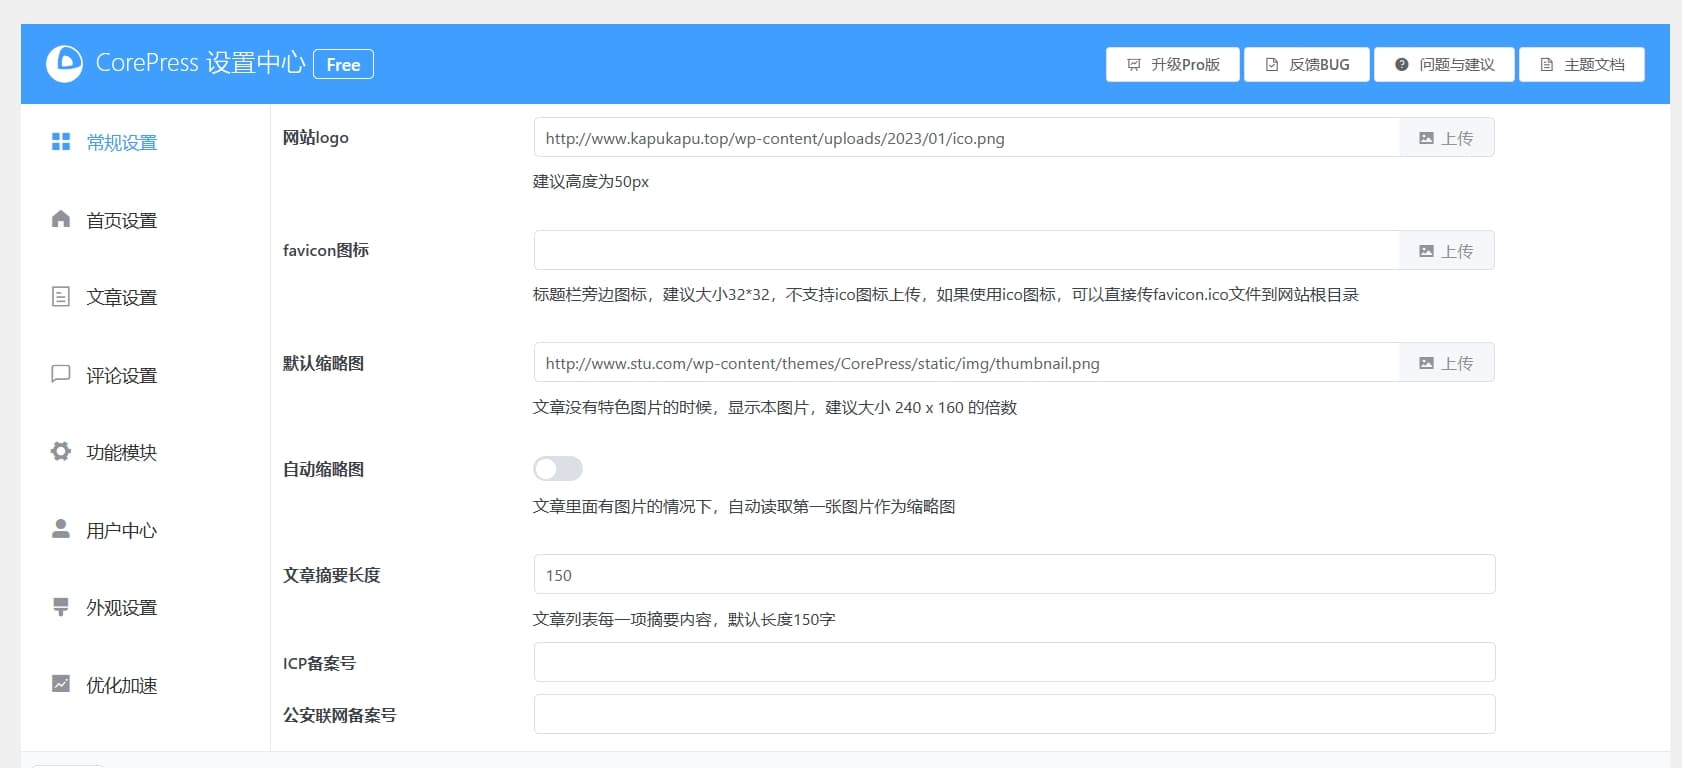 CorePress 设置中心 Free
升级Pro版 反馈BUG 问题与建议 主题文档
常规设置
首页设置
文章设置
评论设置
功能模块
用户中心
外观设置
优化加速
网站logo
http://www.kapukapu.top/wp-content/uploads/2023/01/ico.png 上传
建议高度为50px
favicon图标
上传
标题栏旁边图标，建议大小32*32，不支持ico图标上传，如果使用ico图标，可以直接传favicon.ico文件到网站根目录
默认缩略图
http://www.stu.com/wp-content/themes/CorePress/static/img/thumbnail.png 上传
文章没有特色图片的时候，显示本图片，建议大小 240 x 160 的倍数
自动缩略图
文章里面有图片的情况下，自动读取第一张图片作为缩略图
文章摘要长度
150
文章列表每一项摘要内容，默认长度150字
ICP备案号
公安联网备案号